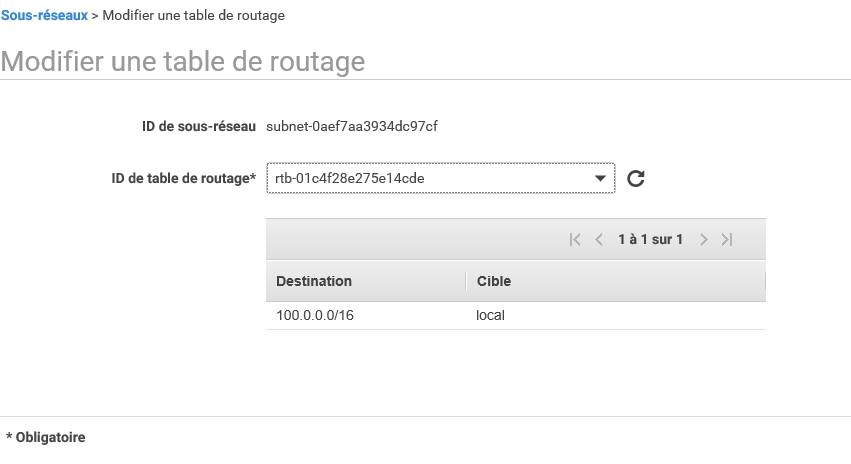 Sous-réseaux > Modifier une table de routage
Modifier une table de routage
ID de sous-réseau subnet-0aef7aa3934dc97cf
ID de table de routage* rtb-01c4f28e275e14cde
1 à 1 sur 1
Destination Cible
100.0.0.0/16 local
* Obligatoire